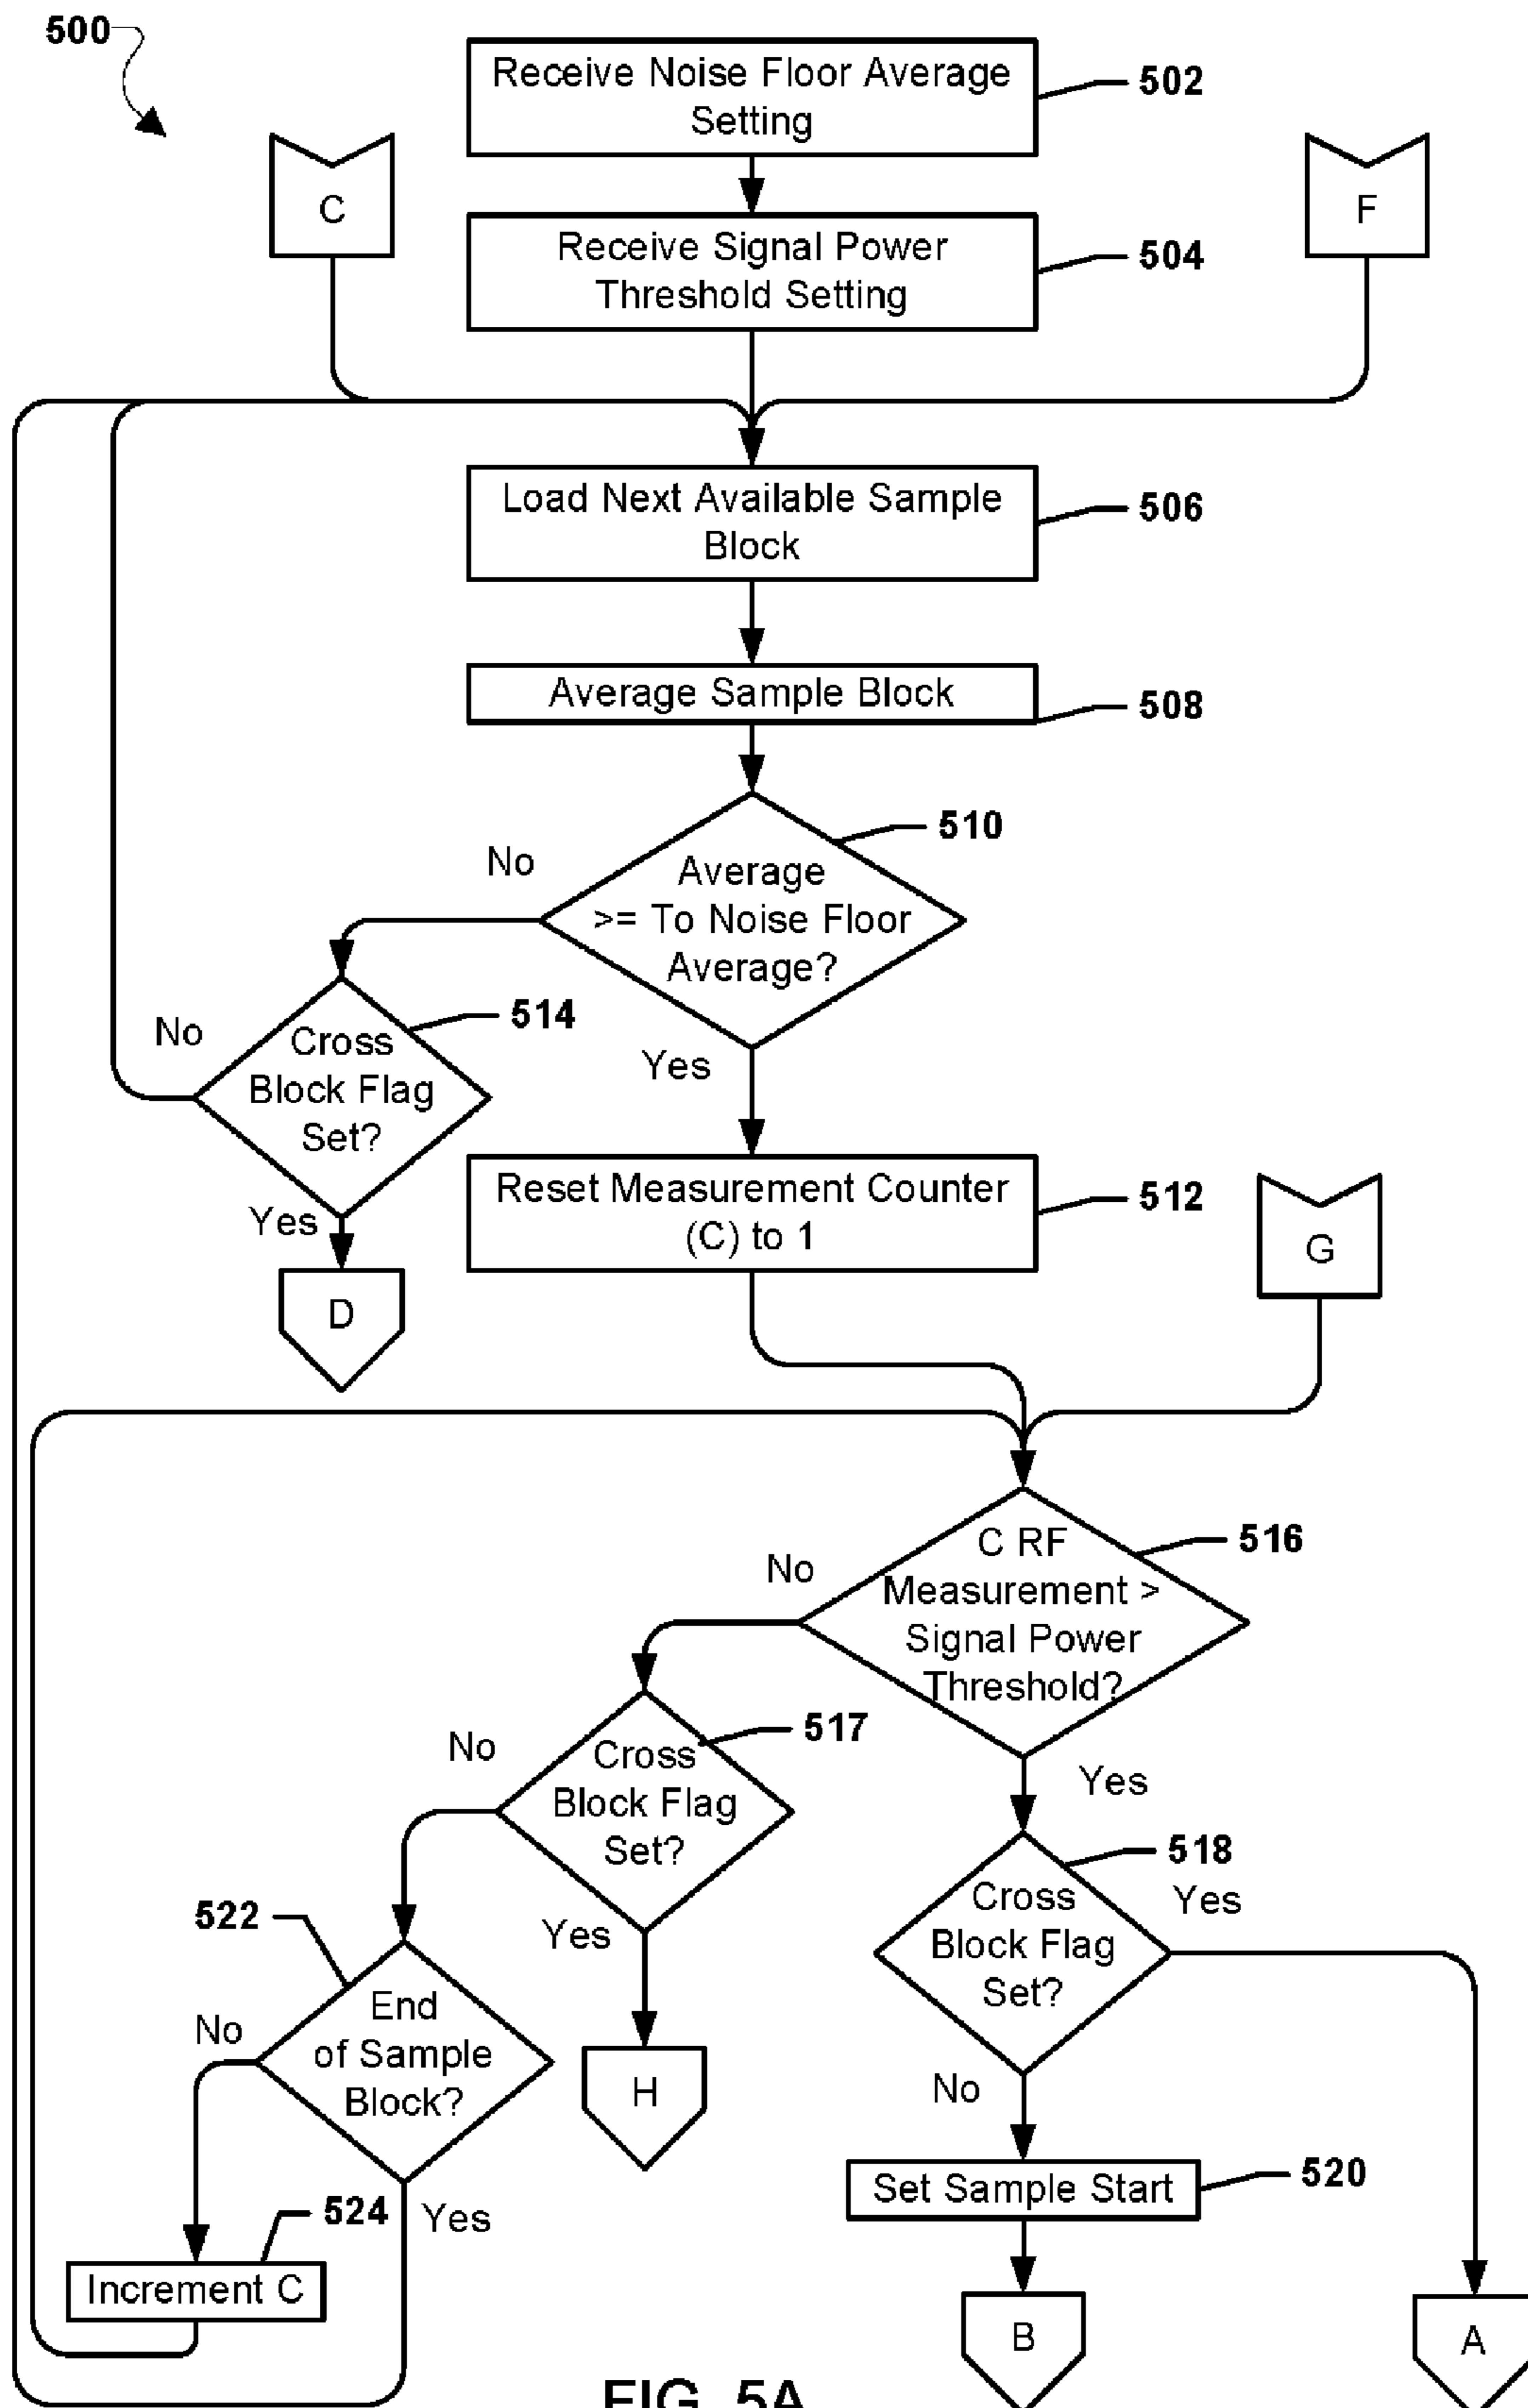 500
Receive Noise Floor Average
Setting
502
C
F
Receive Signal Power
Threshold Setting
504
Load Next Available Sample
Block
506
Average Sample Block
508
510
No
Average
>= To Noise Floor
Average?
514
No
Cross
Block Flag
Set?
Yes
Yes
Reset Measurement Counter
(C) to 1
512
G
D
516
No
C RF
Measurement >
Signal Power
Threshold?
517
No
Cross
Block Flag
Set?
Yes
518
Yes
Cross
Block Flag
Set?
522
Yes
No
End
of Sample
Block?
H
No
Set Sample Start
520
524
Yes
Increment C
B
A
FIG. 5A